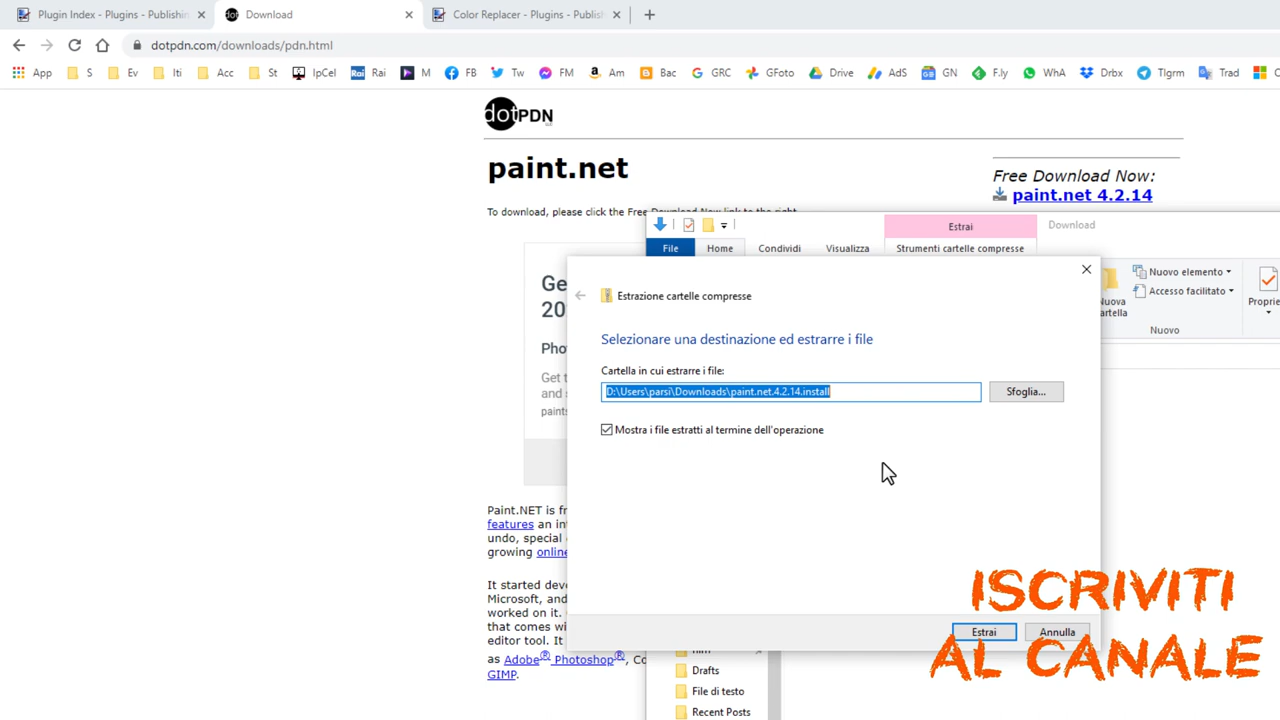 Plugin Index - Plugins - Publishin
Download
Color Replacer - Plugins - Publish
dotpdn.com/downloads/pdn.html
App S Ev Iti Acc St IpCel Rai M FB Tw FM Am Bac GRC GFoto Drive AdS GN F.ly WhA Drbx Tlgrm Trad
dotPDN
paint.net
Free Download Now:
paint.net 4.2.14
To download, please click the Free Download Now link to the right.
Estrai
Download
File Home Condividi Visualizza Strumenti cartelle compresse
Nuovo elemento
Accesso facilitato
Nuova
cartella
Nuovo
Proprie
Estrazione cartelle compresse
Selezionare una destinazione ed estrarre i file
Cartella in cui estrarre i file:
D:\Users\parsi\Downloads\paint.net.4.2.14.install
Sfoglia...
Mostra i file estratti al termine dell'operazione
Estrai
Annulla
Ge
20
Pho
Get t
and s
paints
Paint.NET is fr
features an int
undo, special e
growing online
It started deve
Microsoft, and
worked on it.
that comes wi
editor tool. It
as Adobe® Photoshop®, Co
GIMP.
Drafts
File di testo
Recent Posts
ISCRIVITI
AL CANALE